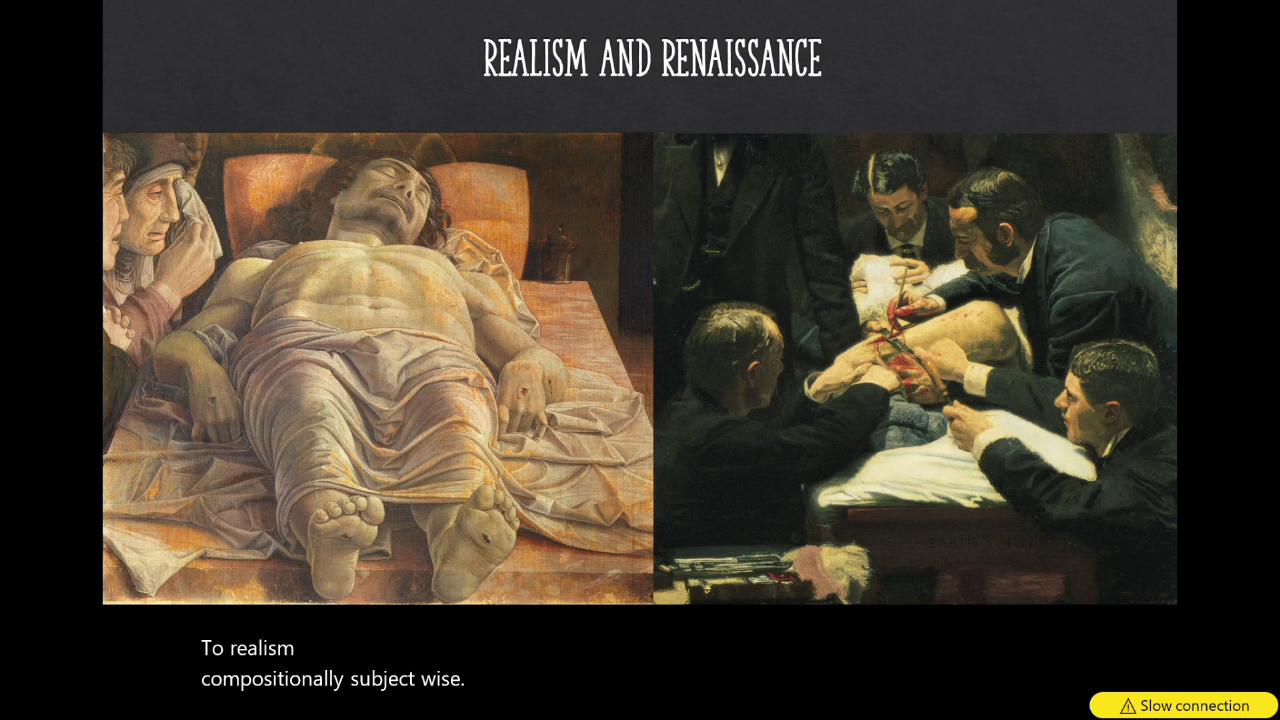 REALISM AND RENAISSANCE
To realism
compositionally subject wise.
Slow connection